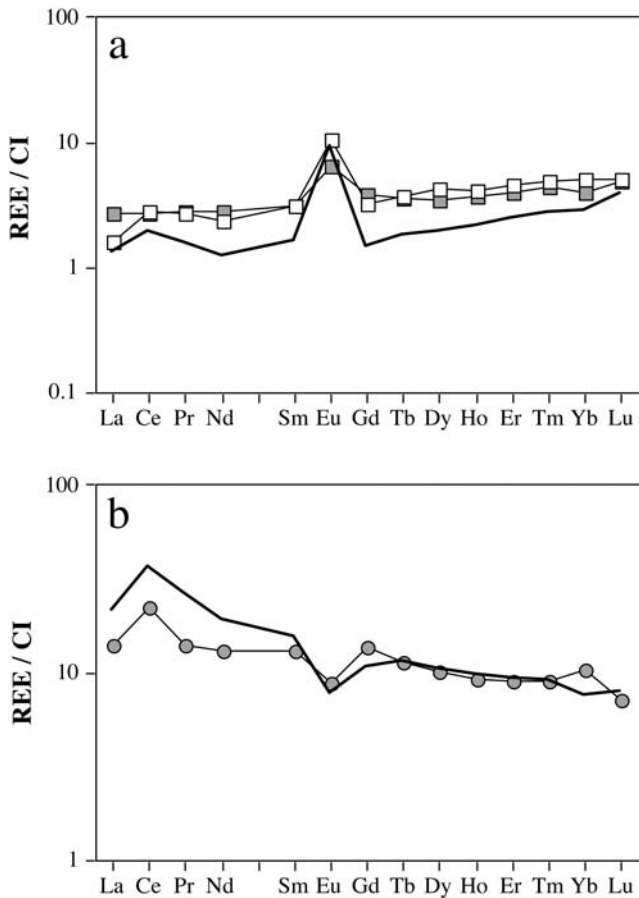 100
a
10
REE / CI
1
0.1
La Ce Pr Nd Sm Eu Gd Tb Dy Ho Er Tm Yb Lu
100
b
10
REE / CI
1
La Ce Pr Nd Sm Eu Gd Tb Dy Ho Er Tm Yb Lu